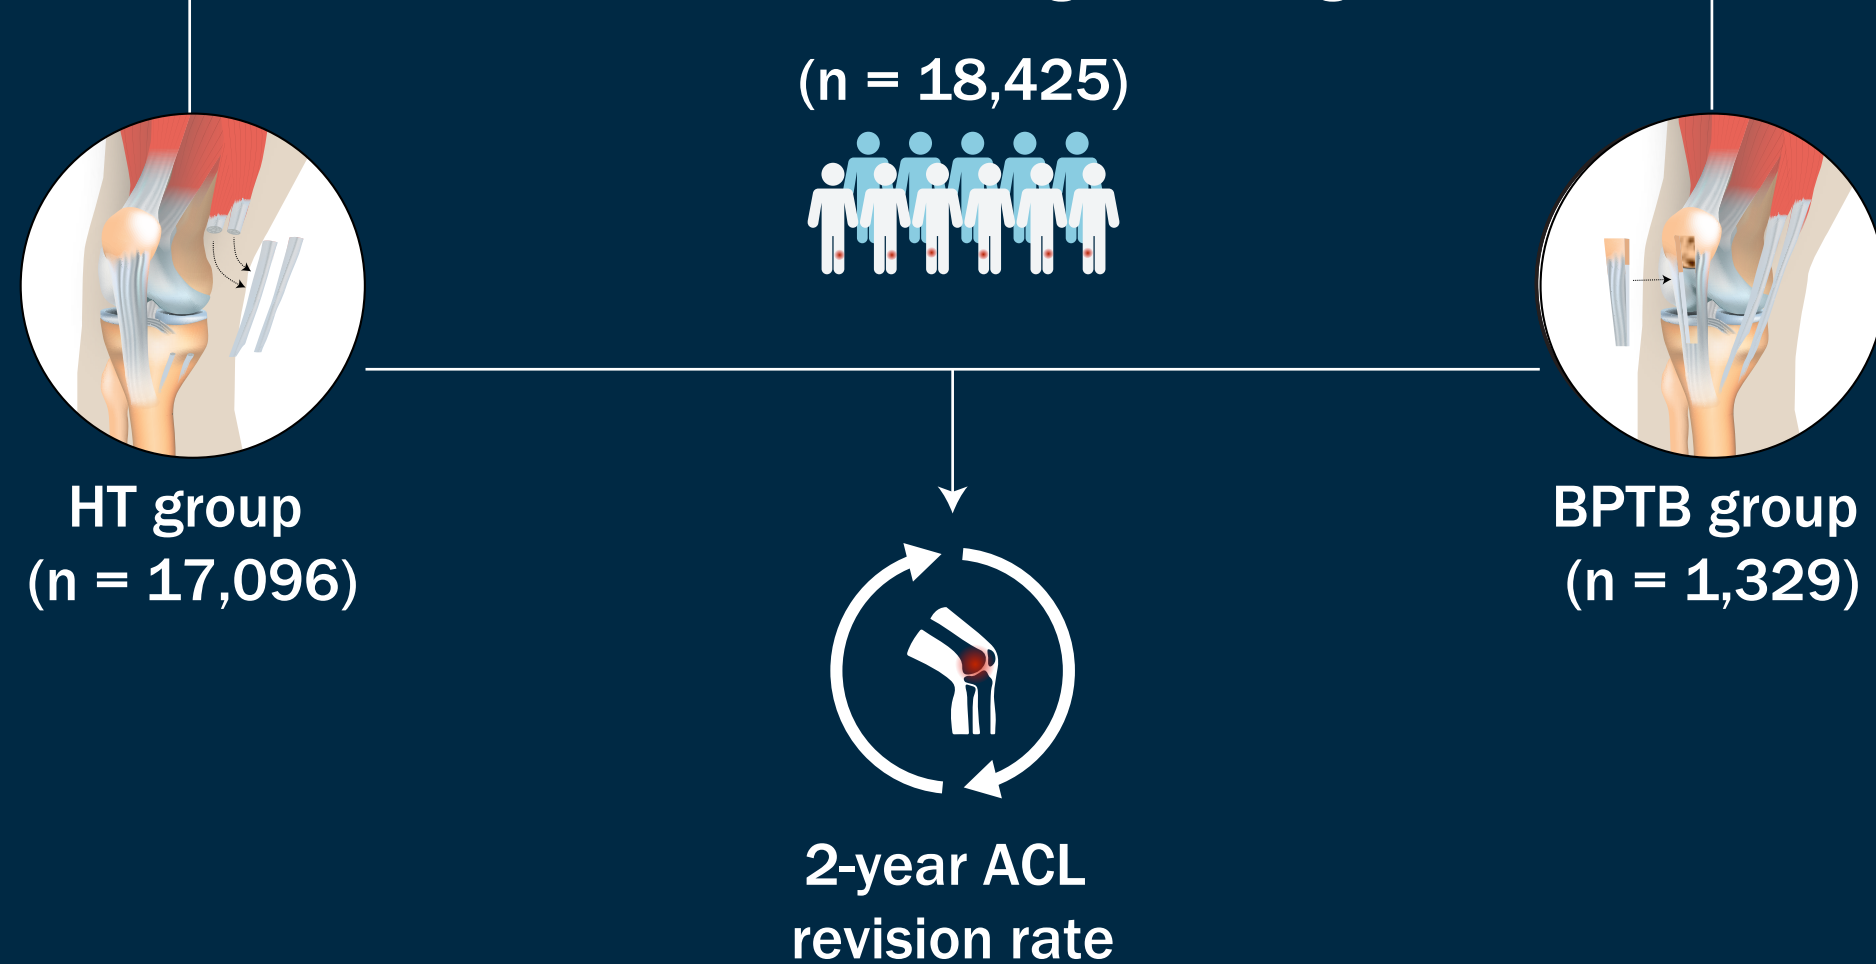 (n = 18,425)
HT group
(n = 17,096)
BPTB group
(n = 1,329)
2-year ACL
revision rate